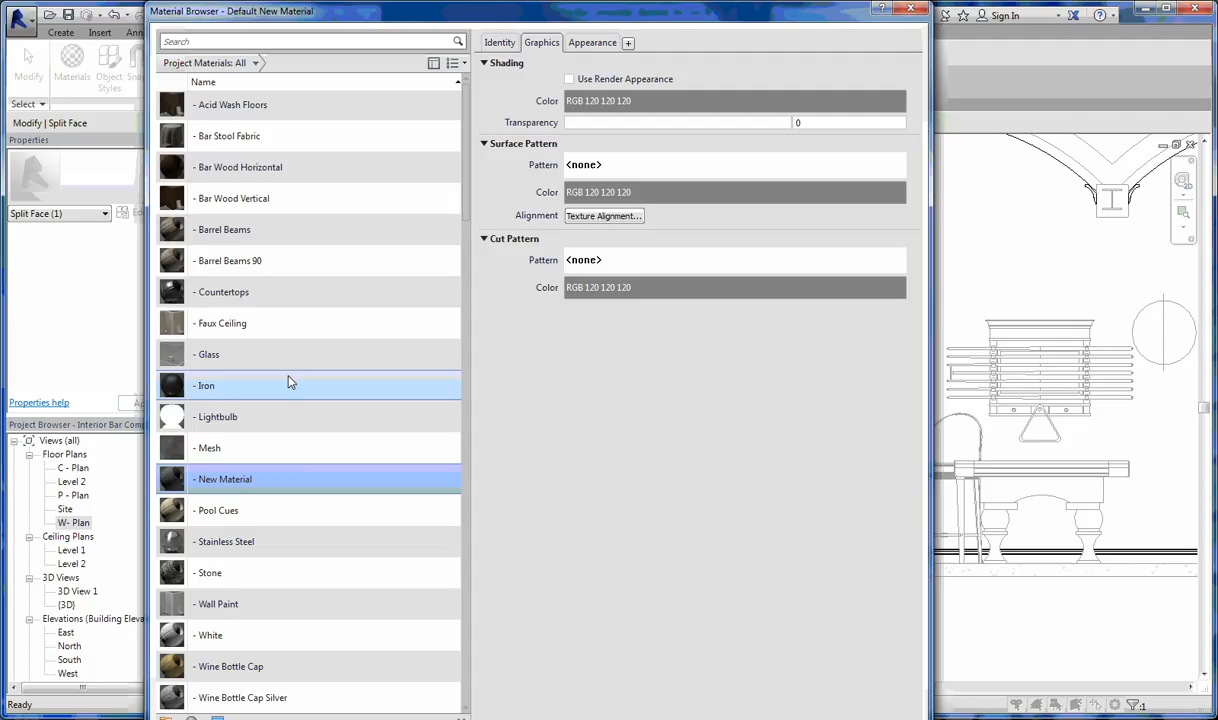 Material Browser - Default New Material
Sign In
Create
Insert
Modify
Materials
Object
Styles
Select
Modify | Split Face
Properties
Split Face (1)
Properties help
Project Browser - Interior Bar Comp
Views (all)
Floor Plans
C - Plan
Level 2
P - Plan
Site
W- Plan
Ceiling Plans
Level 1
Level 2
3D Views
3D View 1
{3D}
Elevations (Building Eleva
East
North
South
West
Ready
Search
Project Materials: All
Name
- Acid Wash Floors
- Bar Stool Fabric
- Bar Wood Horizontal
- Bar Wood Vertical
- Barrel Beams
- Barrel Beams 90
- Countertops
- Faux Ceiling
- Glass
- Iron
- Lightbulb
- Mesh
- New Material
- Pool Cues
- Stainless Steel
- Stone
- Wall Paint
- White
- Wine Bottle Cap
- Wine Bottle Cap Silver
Identity
Graphics
Appearance
Shading
Use Render Appearance
Color RGB 120 120 120
Transparency 0
Surface Pattern
Pattern <none>
Color RGB 120 120 120
Alignment Texture Alignment...
Cut Pattern
Pattern <none>
Color RGB 120 120 120
:1